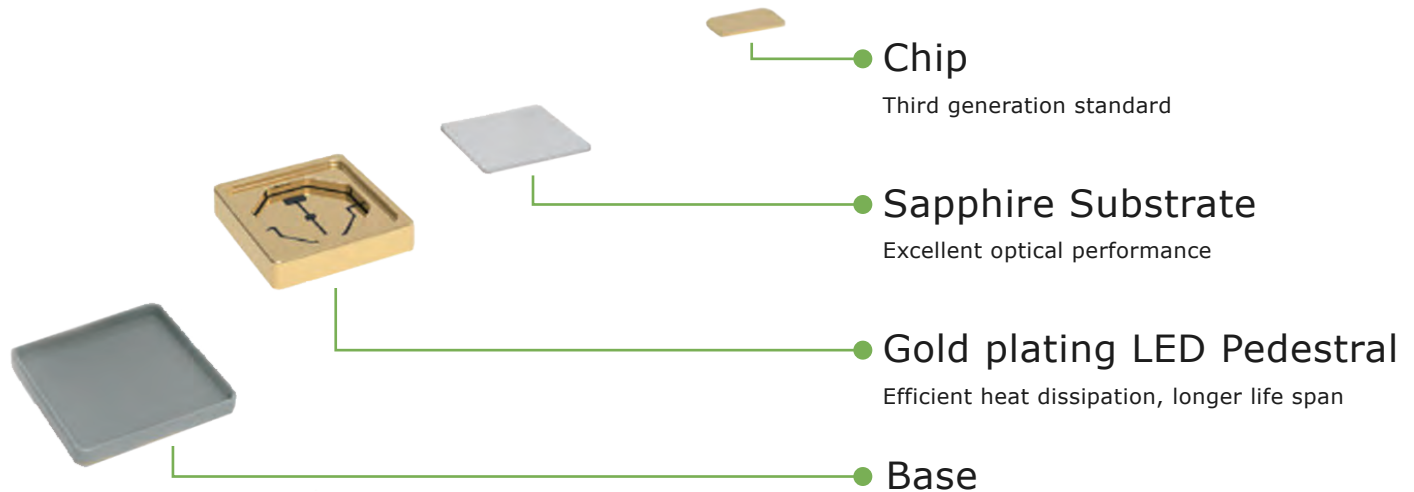 Chip
Third generation standard
Sapphire Substrate
Excellent optical performance
Gold plating LED Pedestral
Efficient heat dissipation, longer life span
Base